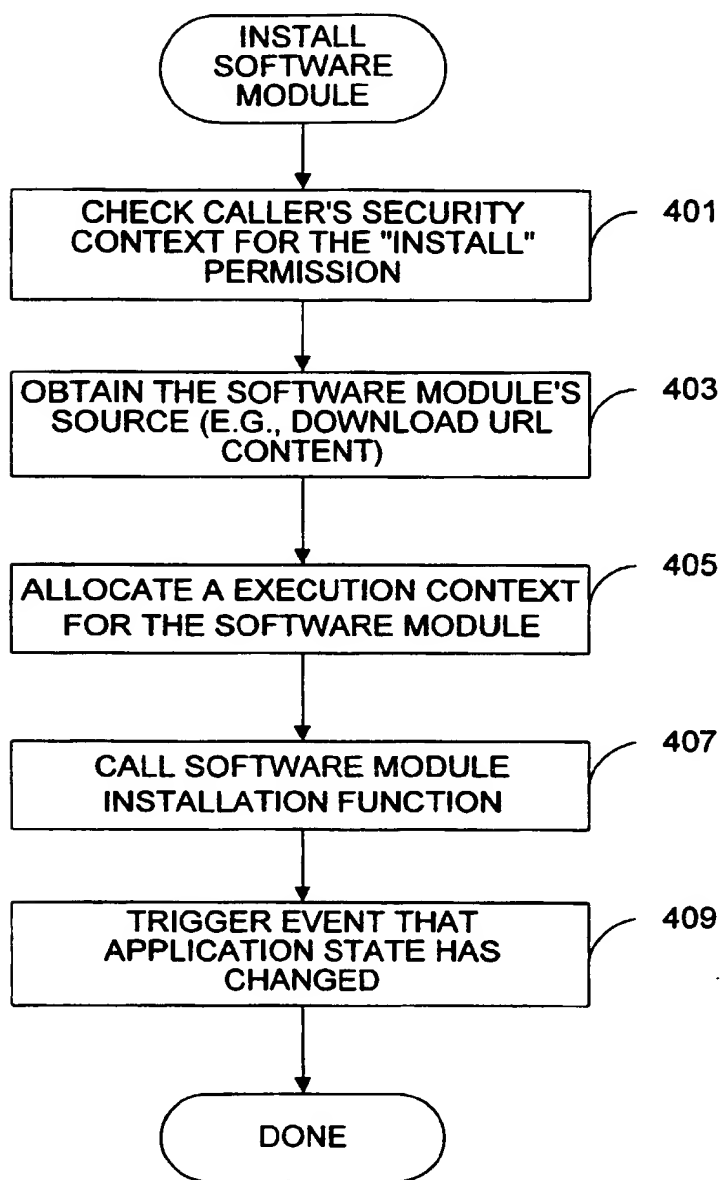 INSTALL
SOFTWARE
MODULE
CHECK CALLER'S SECURITY
CONTEXT FOR THE "INSTALL"
PERMISSION
401
OBTAIN THE SOFTWARE MODULE'S
SOURCE (E.G., DOWNLOAD URL
CONTENT)
403
ALLOCATE A EXECUTION CONTEXT
FOR THE SOFTWARE MODULE
405
CALL SOFTWARE MODULE
INSTALLATION FUNCTION
407
TRIGGER EVENT THAT
APPLICATION STATE HAS
CHANGED
409
DONE